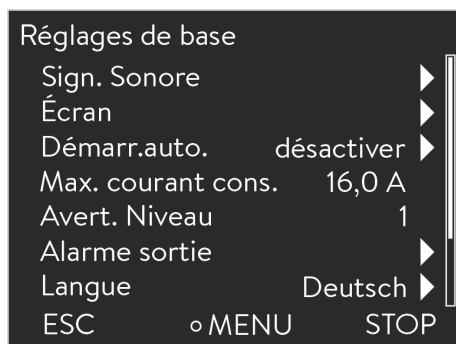 Réglages de base
Sign. Sonore
Écran
Démarr.auto. désactiver
Max. courant cons. 16,0 A
Avert. Niveau 1
Alarme sortie
Langue Deutsch
ESC MENU STOP